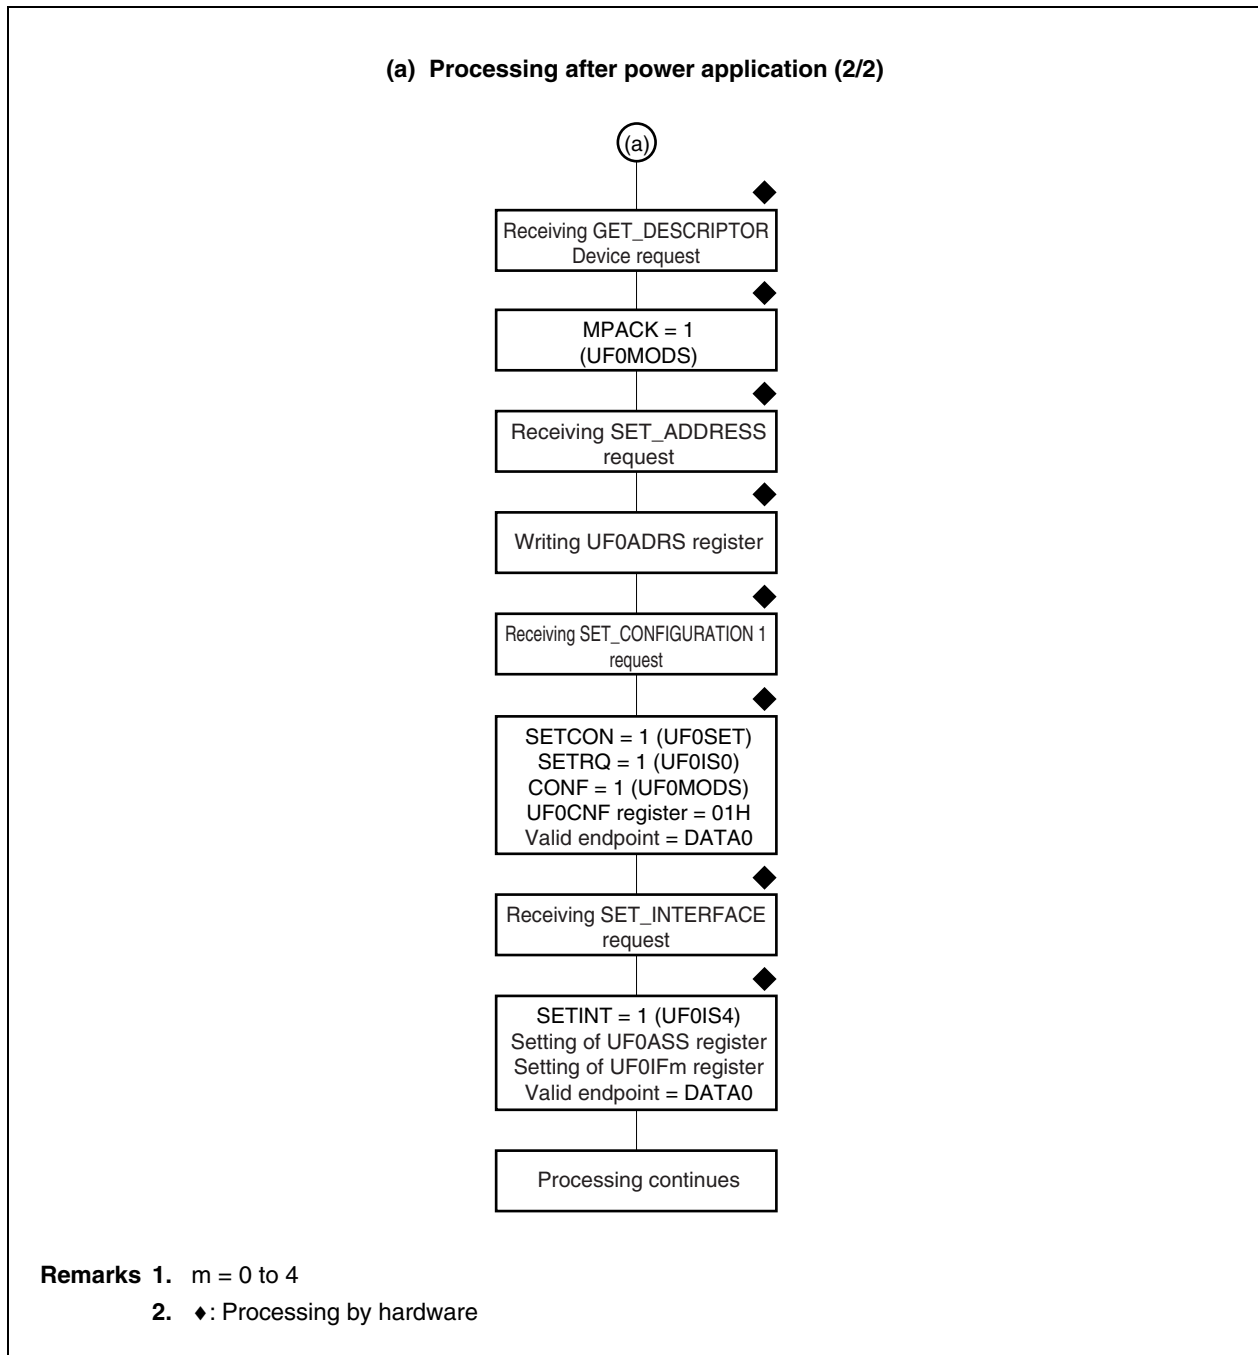 (a) Processing after power application (2/2)
(a)
Receiving GET_DESCRIPTOR
Device request
MPACK = 1
(UF0MODS)
Receiving SET_ADDRESS
request
Writing UF0ADRS register
Receiving SET_CONFIGURATION 1
request
SETCON = 1 (UF0SET)
SETRQ = 1 (UF0IS0)
CONF = 1 (UF0MODS)
UF0CNF register = 01H
Valid endpoint = DATA0
Receiving SET_INTERFACE
request
SETINT = 1 (UF0IS4)
Setting of UF0ASS register
Setting of UF0IFm register
Valid endpoint = DATA0
Processing continues
Remarks 1. m = 0 to 4
2. ♦: Processing by hardware